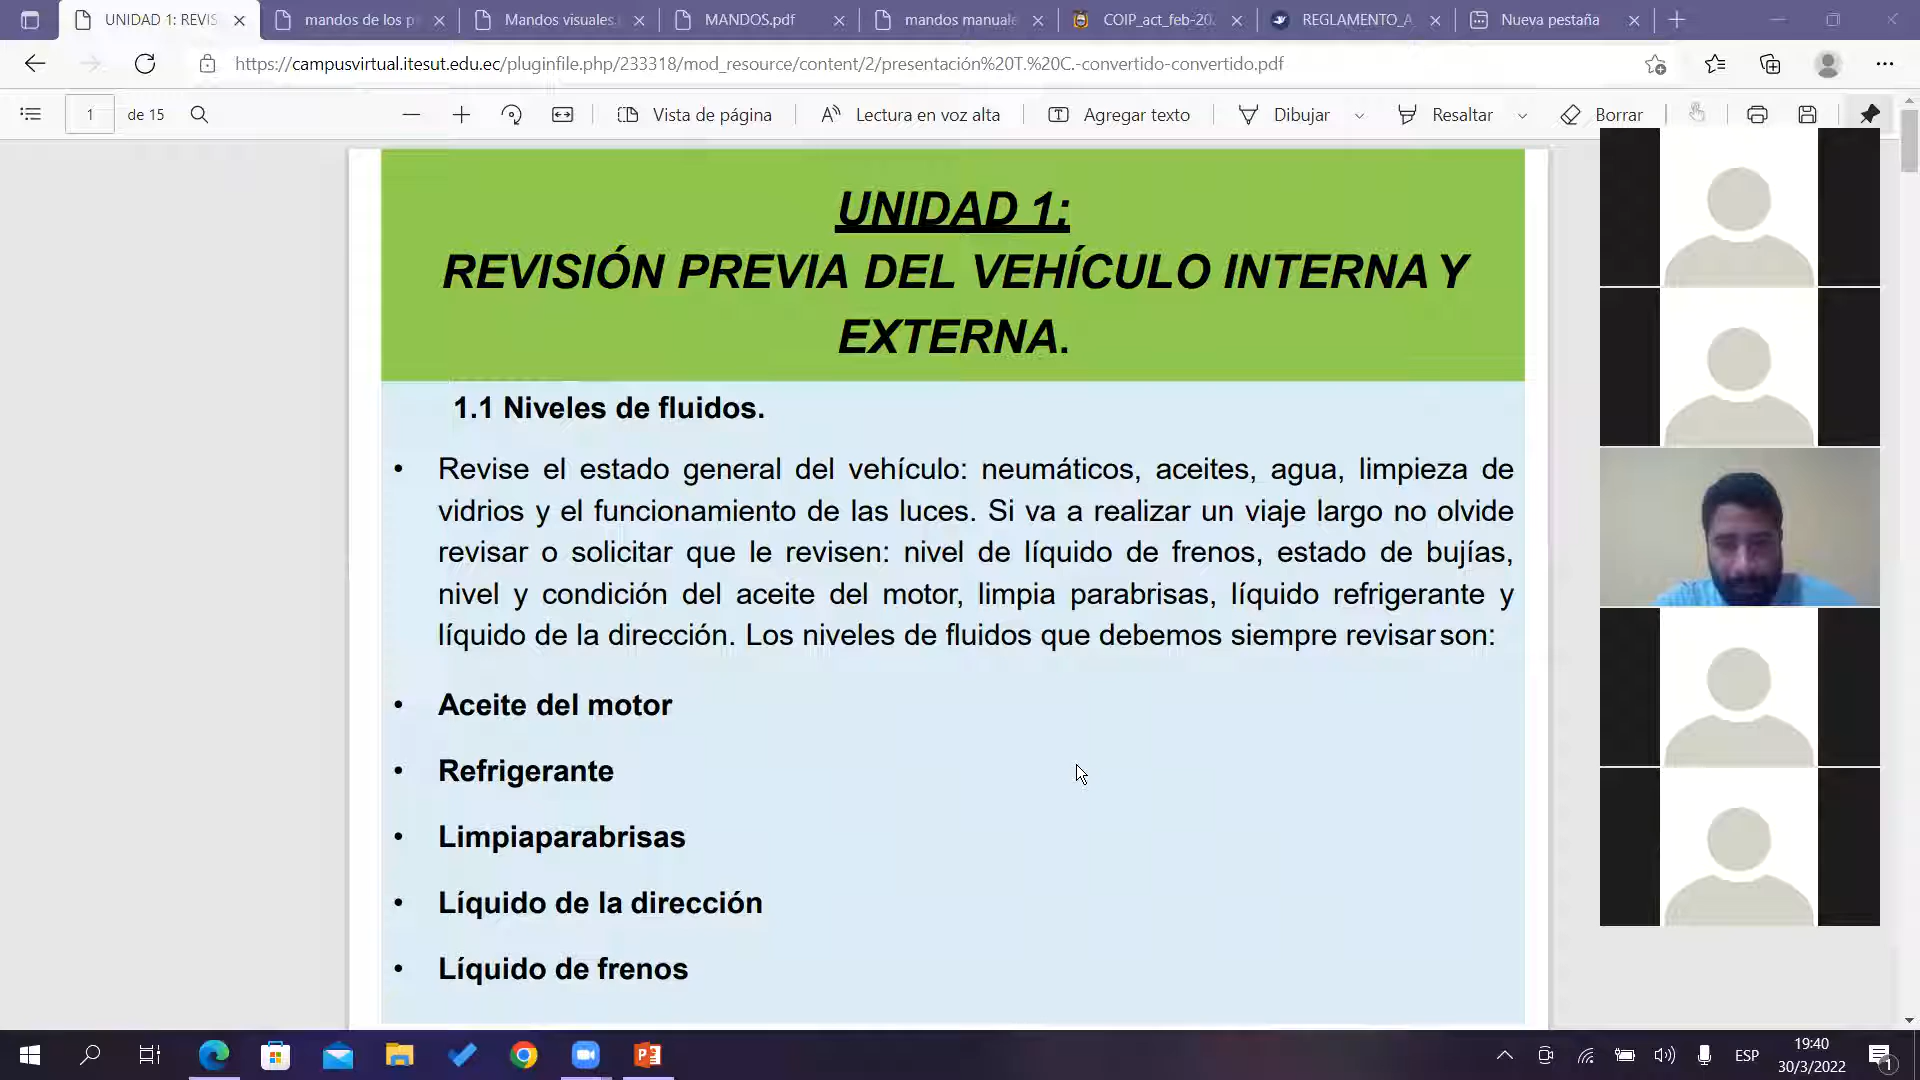 UNIDAD 1: REVIS
mandos de los p
Mandos visuales.
MANDOS.pdf
mandos manuale
COIP_act_feb-20
REGLAMENTO_A
Nueva pestaña
https://campusvirtual.itesut.edu.ec/pluginfile.php/233318/mod_resource/content/2/presentación%20T.%20C.-convertido-convertido.pdf
1 de 15
Vista de página
Lectura en voz alta
Agregar texto
Dibujar
Resaltar
Borrar
UNIDAD 1:
REVISIÓN PREVIA DEL VEHÍCULO INTERNA Y
EXTERNA.
1.1 Niveles de fluidos.
• Revise el estado general del vehículo: neumáticos, aceites, agua, limpieza de
vidrios y el funcionamiento de las luces. Si va a realizar un viaje largo no olvide
revisar o solicitar que le revisen: nivel de líquido de frenos, estado de bujías,
nivel y condición del aceite del motor, limpia parabrisas, líquido refrigerante y
líquido de la dirección. Los niveles de fluidos que debemos siempre revisar son:
• Aceite del motor
• Refrigerante
• Limpiaparabrisas
• Líquido de la dirección
• Líquido de frenos
ESP
19:40
30/3/2022
1